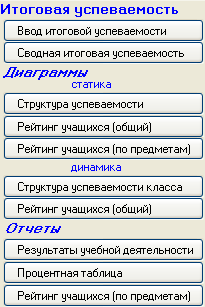 Итоговая успеваемость
Ввод итоговой успеваемости
Сводная итоговая успеваемость
Диаграммы
статика
Структура успеваемости
Рейтинг учащихся (общий)
Рейтинг учащихся (по предметам)
динамика
Структура успеваемости класса
Рейтинг учащихся (общий)
Отчеты
Результаты учебной деятельности
Процентная таблица
Рейтинг учащихся (по предметам)